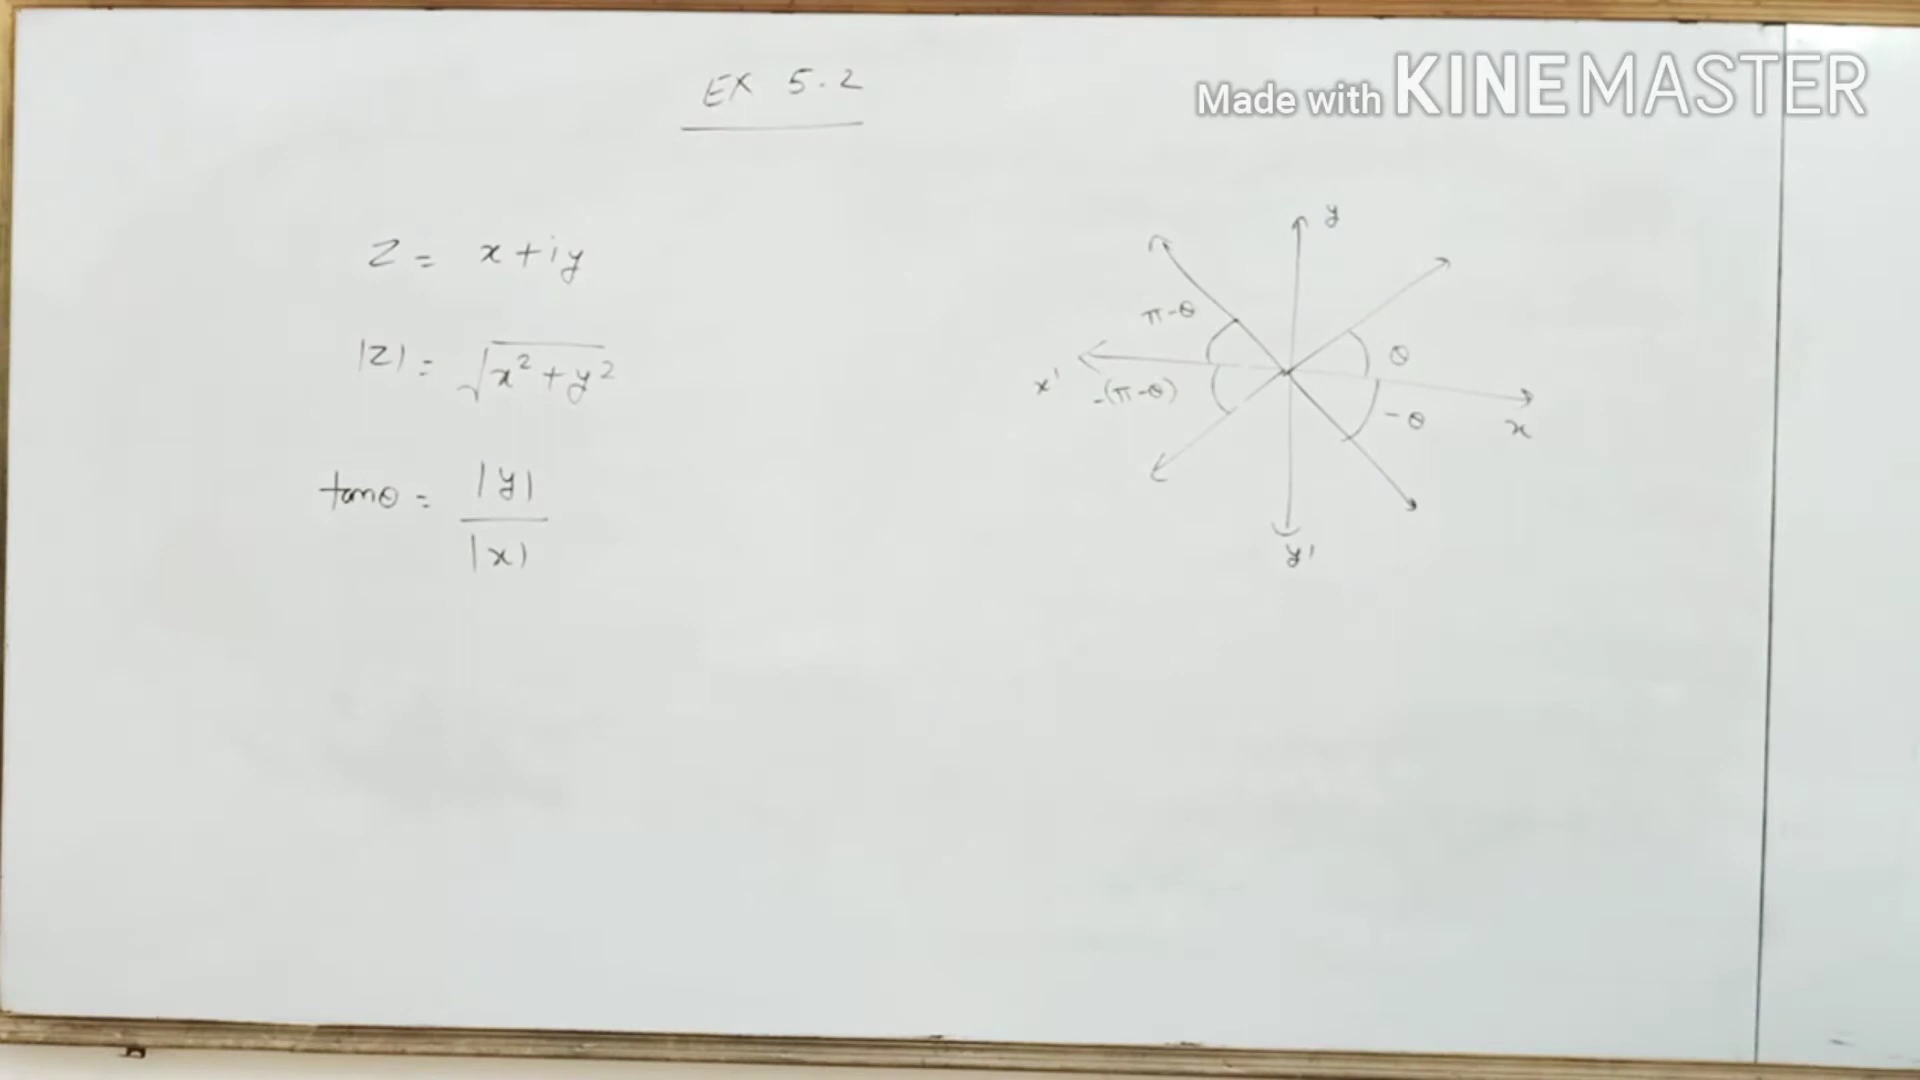 EX 5.2
Made with KINEMASTER
z = x + iy
|z| = √x² + y²
tanθ = |y|
|x|
y
π-θ
θ
x'
-(π-θ)
-θ
x
y'